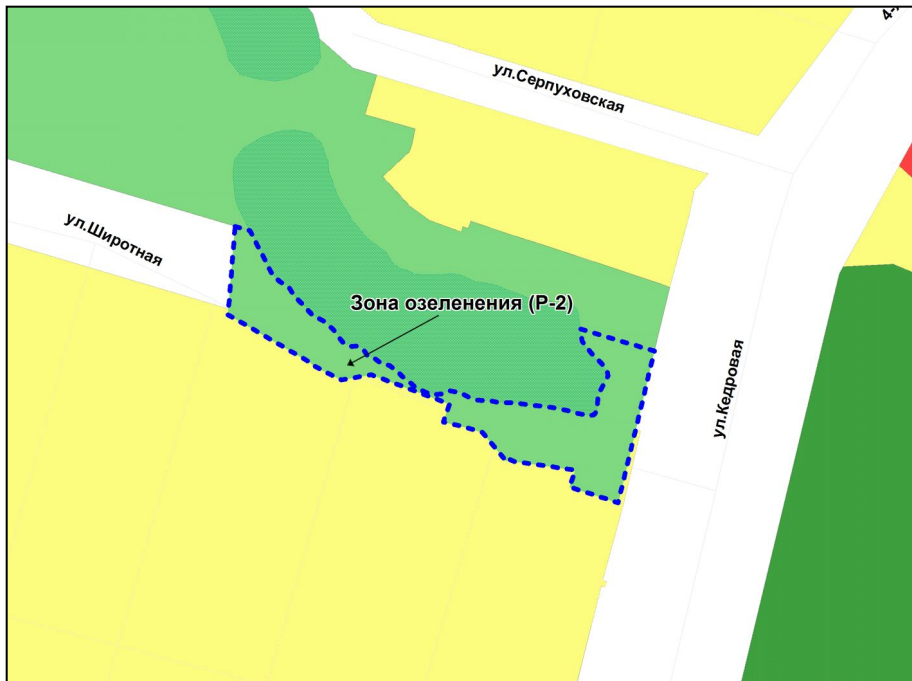 ул.Серпуховская
ул.Широтная
Зона озеленения (Р-2)
ул.Кедровая